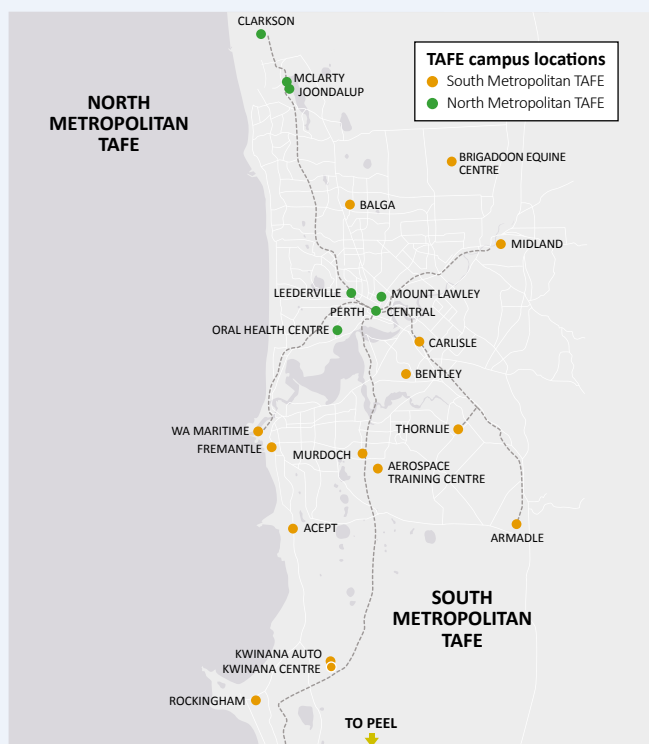 CLARKSON
TAFE campus locations
South Metropolitan TAFE
North Metropolitan TAFE
MCLARTY
JOONDALUP
NORTH
METROPOLITAN
TAFE
BRIGADOON EQUINE
CENTRE
BALGA
MIDLAND
LEEDERVILLE
MOUNT LAWLEY
PERTH CENTRAL
ORAL HEALTH CENTRE
CARLISLE
BENTLEY
WA MARITIME
THORNLIE
FREMANTLE
MURDOCH
AEROSPACE
TRAINING CENTRE
ACEPT
ARMADLE
SOUTH
METROPOLITAN
TAFE
KWINANA AUTO
KWINANA CENTRE
ROCKINGHAM
TO PEEL